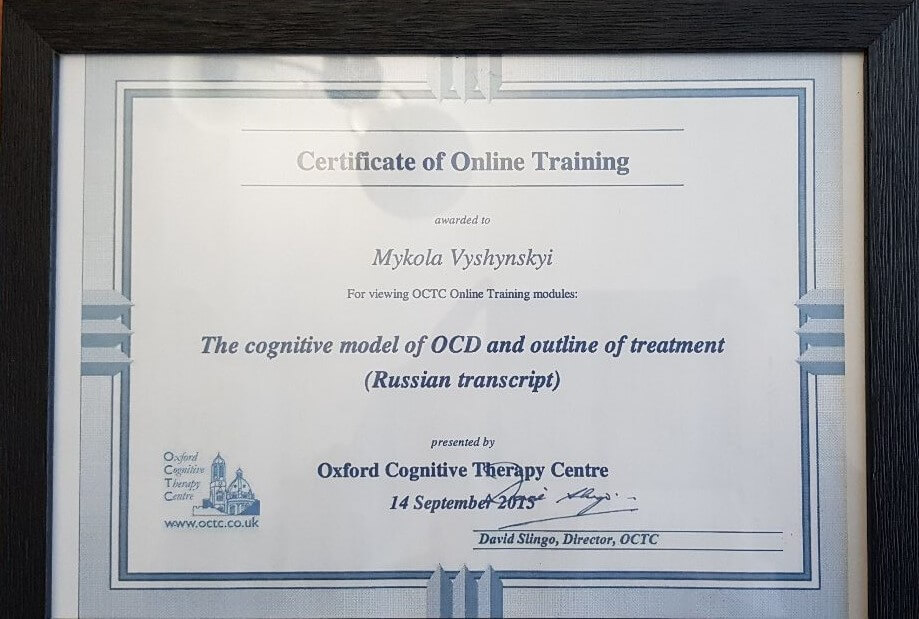 Certificate of Online Training
awarded to
Mykola Vyshynskyi
For viewing OCTC Online Training modules:
The cognitive model of OCD and outline of treatment
(Russian transcript)
presented by
Oxford Cognitive Therapy Centre
14 September 2015
David Slingo, Director, OCTC
Oxford
Cognitive
Therapy
Centre
www.octc.co.uk